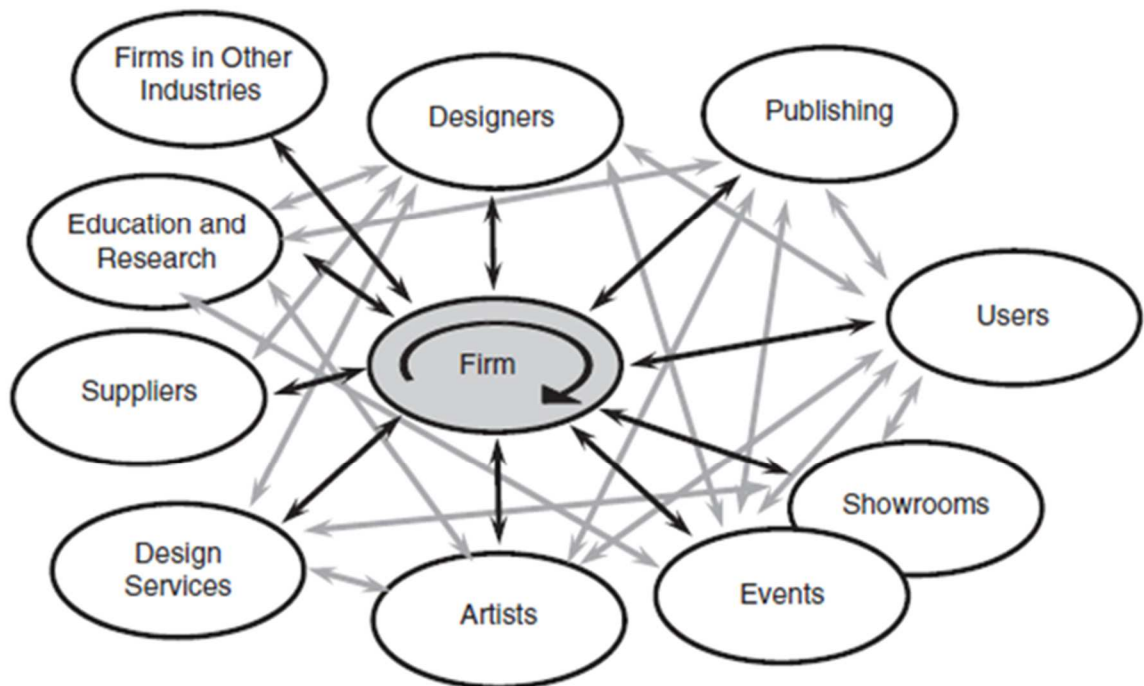 Firms in Other
Industries
Designers
Publishing
Education and
Research
Users
Firm
Suppliers
Showrooms
Design
Services
Events
Artists